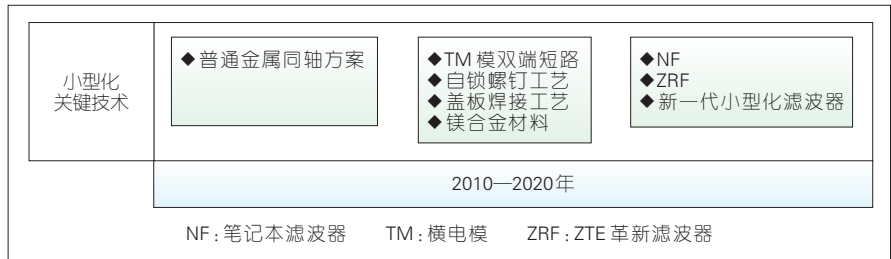 小型化
关键技术
◆普通金属同轴方案
◆TM 模双端短路
◆自锁螺钉工艺
◆盖板焊接工艺
◆镁合金材料
◆NF
◆ZRF
◆新一代小型化滤波器
2010—2020年
NF：笔记本滤波器 TM：横电模 ZRF：ZTE 革新滤波器